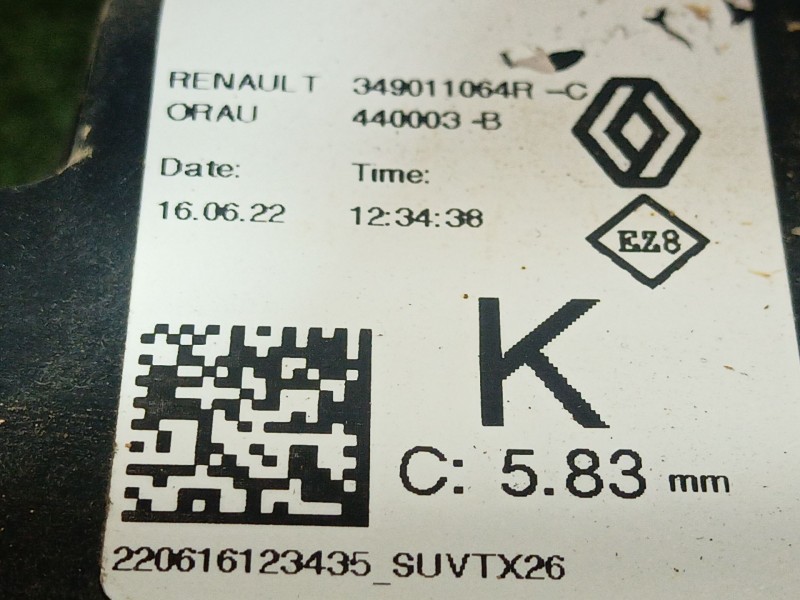 RENAULT 349011064R -C
ORAU 440003 -B
Date: Time:
16.06.22 12:34:38
EZ8
K
C: 5.83 mm
220616123435_SUVTX26